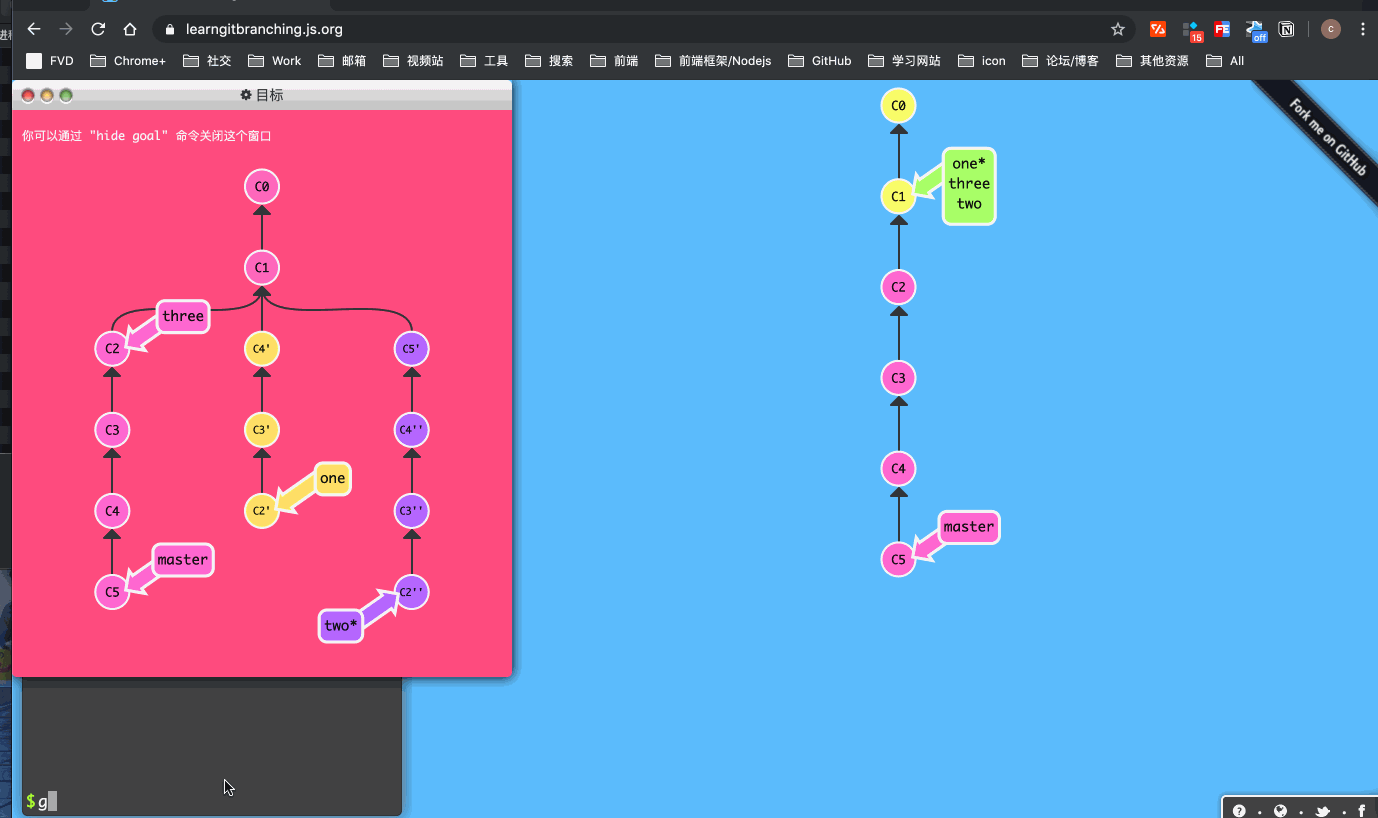 learngitbranching.js.org
15
off
c
FVD
Chrome+
社交
Work
邮箱
视频站
工具
搜索
前端
前端框架/Nodejs
GitHub
学习网站
icon
论坛/博客
其他资源
All
目标
你可以通过 "hide goal" 命令关闭这个窗口
C0
C1
three
C2
C4'
C5'
C3
C3'
C4''
one
C4
C2'
C3''
master
C5
C2''
two*
$g
C0
one*
three
two
C1
C2
C3
C4
master
C5
Fork me on GitHub